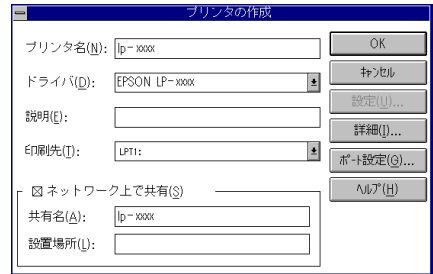 プリンタの作成
プリンタ名(N): lp-xxxx
OK
ドライバ(D): EPSON LP-xxxx
キャンセル
設定(U)...
説明(E):
詳細(I)...
印刷先(T): LPT1:
ポート設定(G)...
ネットワーク上で共有(S)
ヘルプ(H)
共有名(A): lp-xxxx
設置場所(L):